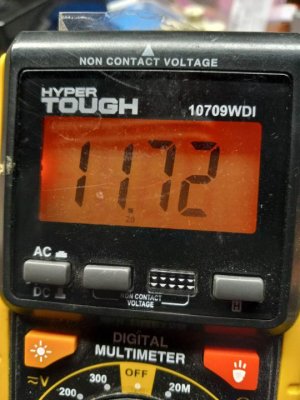 NON CONTACT VOLTAGE
HYPER
TOUGH
10709WDI
11.72
20
AC
DC
NON CONTACT
VOLTAGE
H
DIGITAL
MULTIMETER
OFF
V
300
200
20M